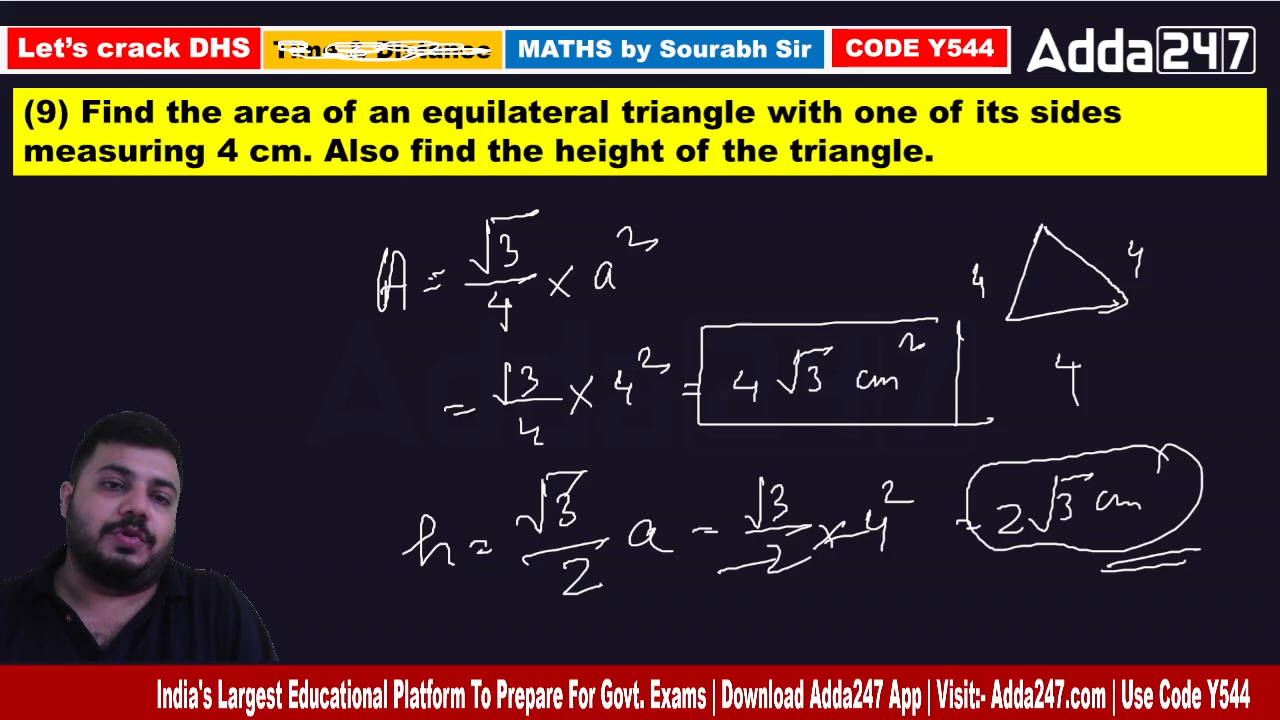 Let's crack DHS Time & Distance MATHS by Sourabh Sir CODE Y544 Adda247
(9) Find the area of an equilateral triangle with one of its sides
measuring 4 cm. Also find the height of the triangle.
A = √3/4 × a²
4 4
= √3/4 × 4² = 4√3 cm²
4
h = √3/2 a = √3/2 × 4² = 2√3 cm
India's Largest Educational Platform To Prepare For Govt. Exams | Download Adda247 App | Visit:- Adda247.com | Use Code Y544